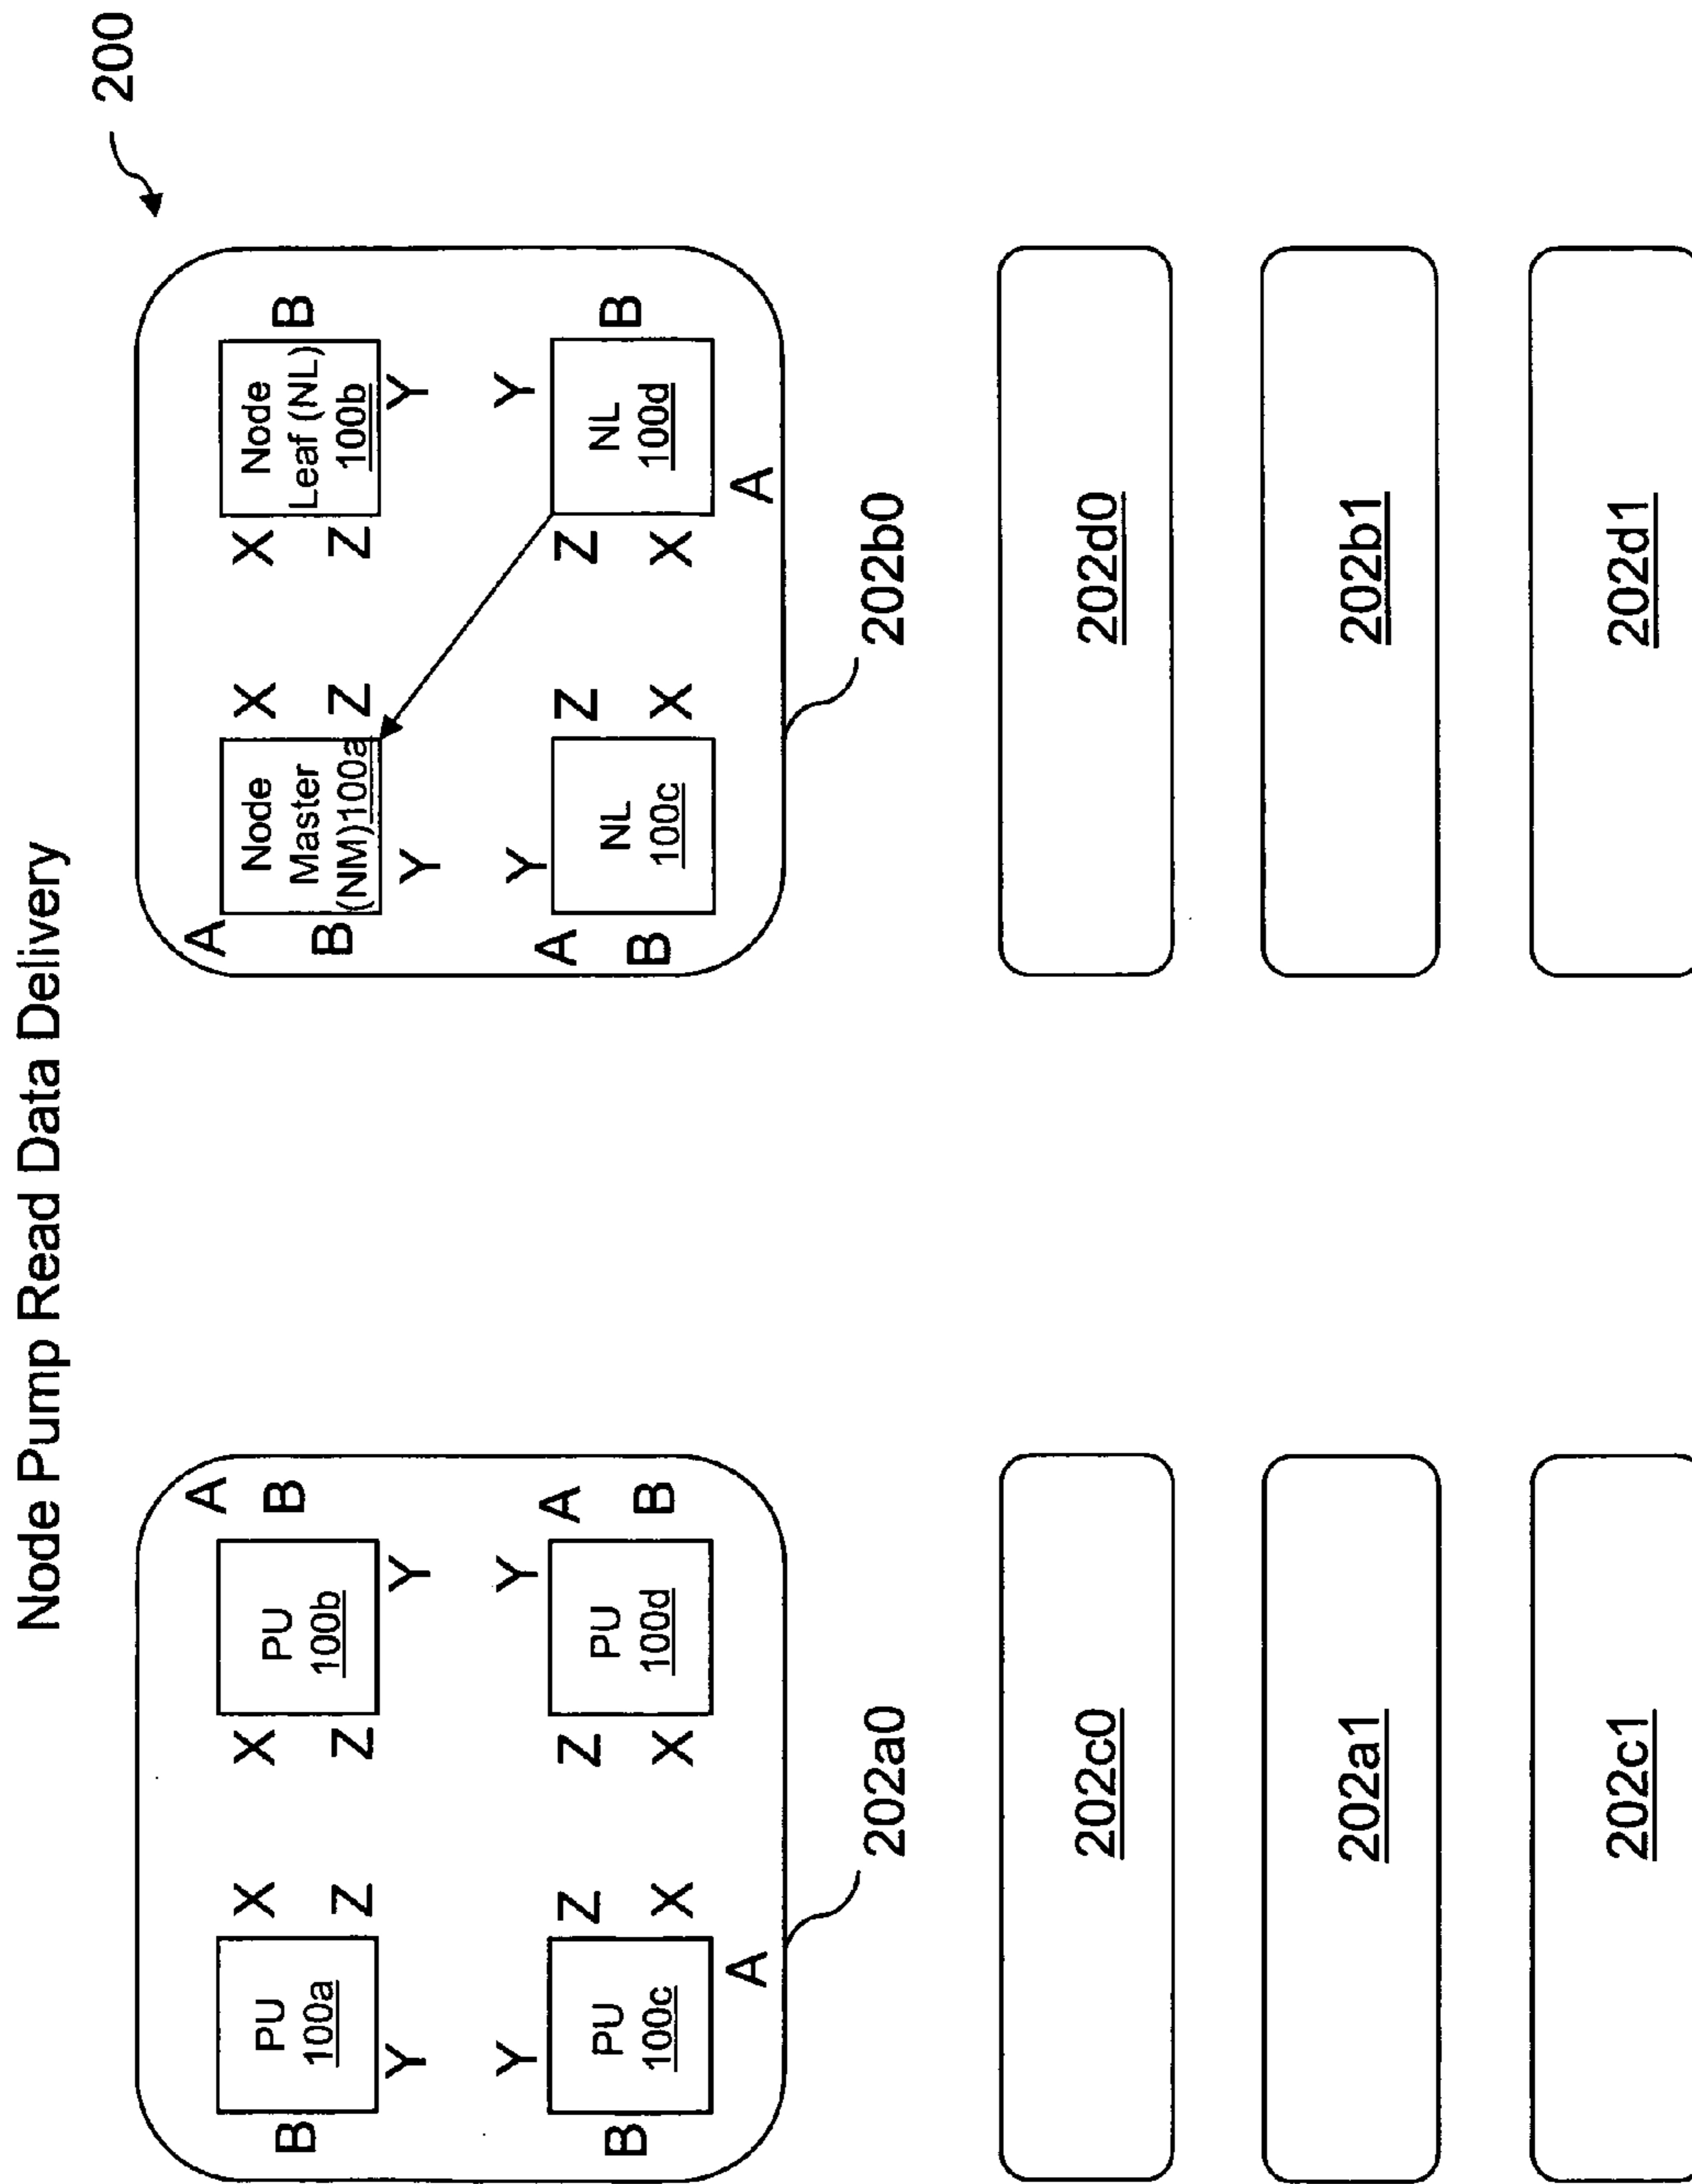 Node Pump Read Data Delivery
200
A
B
PU
100a
X
Z
X
Z
PU
100b
B
Y
Y
Y
Y
A
B
PU
100c
Z
X
Z
X
PU
100d
B
A
202a0
A
B
Node
Master
(NM)100a
X
Z
X
Z
Node
Leaf (NL)
100b
B
Y
Y
Y
Y
A
B
NL
100c
Z
X
Z
X
NL
100d
B
A
202b0
202c0
202d0
202a1
202b1
202c1
202d1